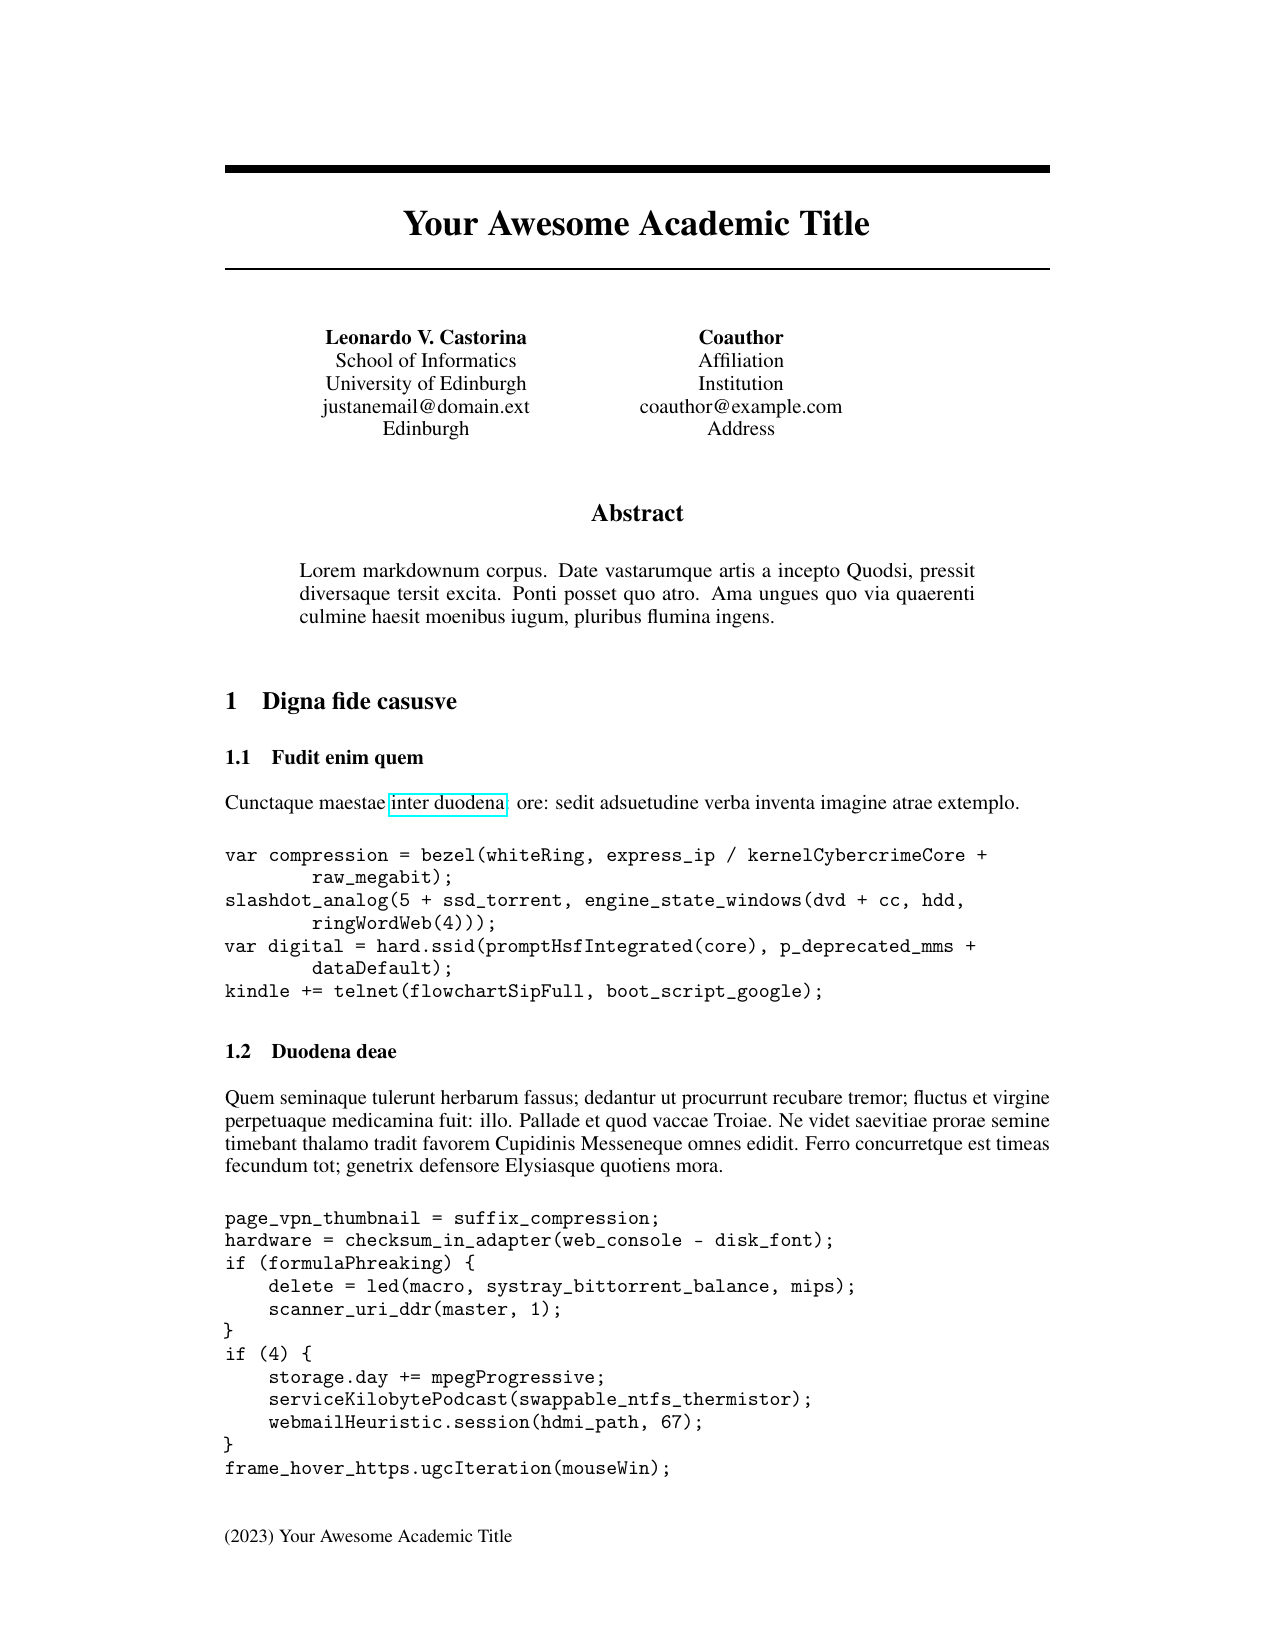 Your Awesome Academic Title
Leonardo V. Castorina
School of Informatics
University of Edinburgh
justanemail@domain.ext
Edinburgh
Coauthor
Affiliation
Institution
coauthor@example.com
Address
Abstract
Lorem markdownum corpus. Date vastarumque artis a incepto Quodsi, pressit
diversaque tersit excita. Ponti posset quo atro. Ama ungues quo via quaerenti
culmine haesit moenibus iugum, pluribus flumina ingens.
1 Digna fide casusve
1.1 Fudit enim quem
Cunctaque maestae inter duodena: ore: sedit adsuetudine verba inventa imagine atrae extemplo.
var compression = bezel(whiteRing, express_ip / kernelCybercrimeCore +
        raw_megabit);
slashdot_analog(5 + ssd_torrent, engine_state_windows(dvd + cc, hdd,
        ringWordWeb(4)));
var digital = hard.ssid(promptHsfIntegrated(core), p_deprecated_mms +
        dataDefault);
kindle += telnet(flowchartSipFull, boot_script_google);
1.2 Duodena deae
Quem seminaque tulerunt herbarum fassus; dedantur ut procurrunt recubare tremor; fluctus et virgine
perpetuaque medicamina fuit: illo. Pallade et quod vaccae Troiae. Ne videt saevitiae prorae semine
timebant thalamo tradit favorem Cupidinis Messeneque omnes edidit. Ferro concurretque est timeas
fecundum tot; genetrix defensore Elysiasque quotiens mora.
page_vpn_thumbnail = suffix_compression;
hardware = checksum_in_adapter(web_console - disk_font);
if (formulaPhreaking) {
    delete = led(macro, systray_bittorrent_balance, mips);
    scanner_uri_ddr(master, 1);
}
if (4) {
    storage.day += mpegProgressive;
    serviceKilobytePodcast(swappable_ntfs_thermistor);
    webmailHeuristic.session(hdmi_path, 67);
}
frame_hover_https.ugcIteration(mouseWin);
(2023) Your Awesome Academic Title